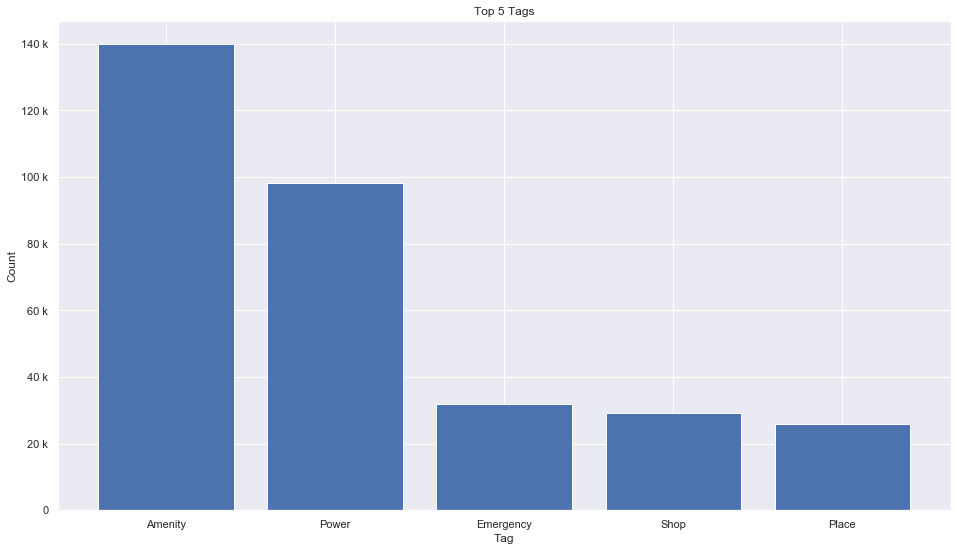 Top 5 Tags
140 k
120 k
100 k
80 k
60 k
40 k
20 k
0
Count
Amenity Power Emergency Shop Place
Tag